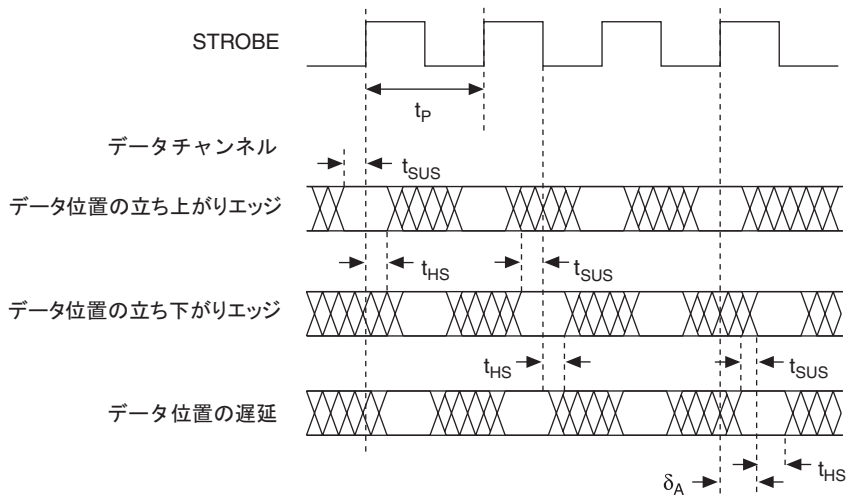 STROBE
tP
データチャンネル
tSUS
データ位置の立ち上がりエッジ
tHS
tSUS
データ位置の立ち下がりエッジ
tHS
tSUS
データ位置の遅延
δA
tHS